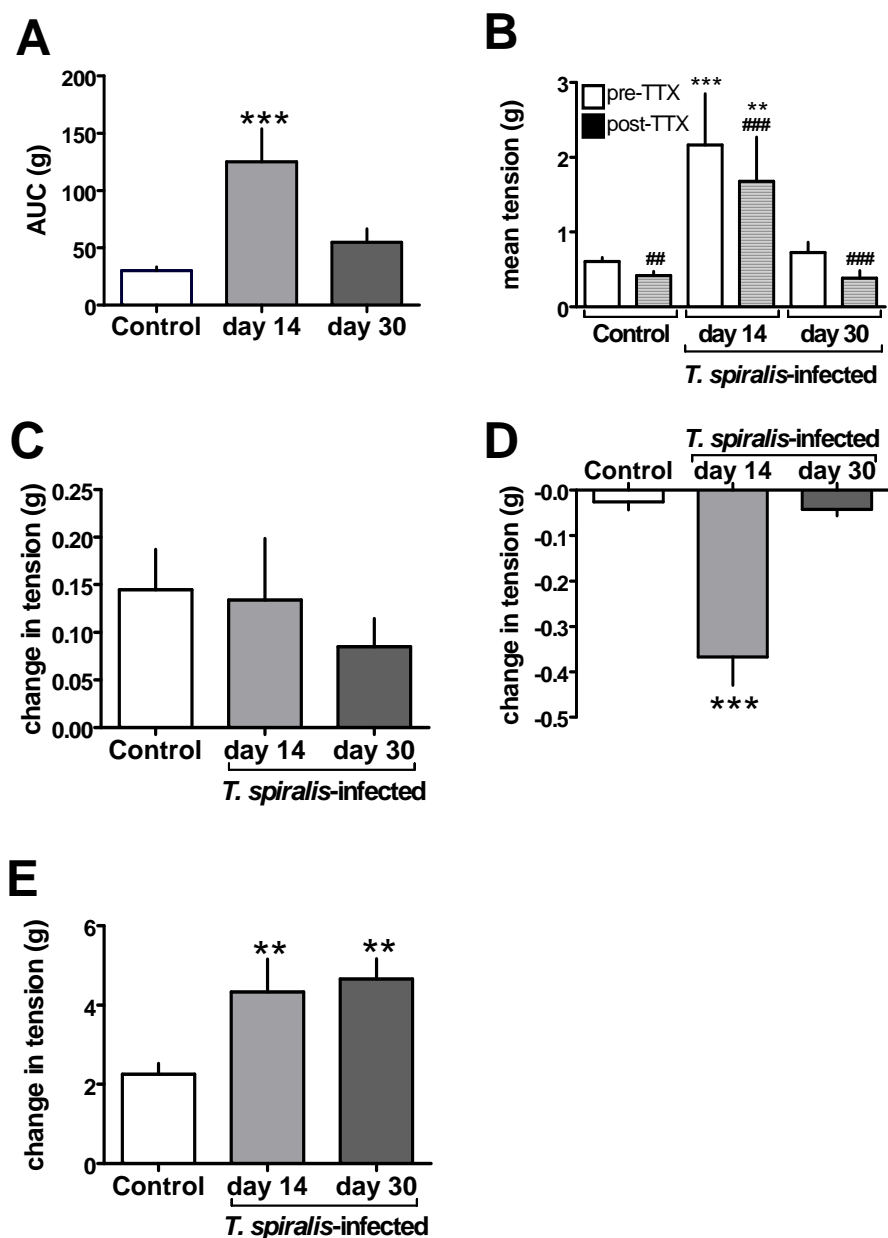 A
200
150
100
50
0
AUC (g)
***
Control day 14 day 30
B
3
2
1
0
mean tension (g)
pre-TTX
post-TTX
***
**
###
##
###
Control day 14 day 30
T. spiralis-infected
C
0.25
0.20
0.15
0.10
0.05
0.00
change in tension (g)
Control day 14 day 30
T. spiralis-infected
D
T. spiralis-infected
Control day 14 day 30
-0.0
-0.1
-0.2
-0.3
-0.4
-0.5
change in tension (g)
***
E
6
4
2
0
change in tension (g)
**
**
Control day 14 day 30
T. spiralis-infected